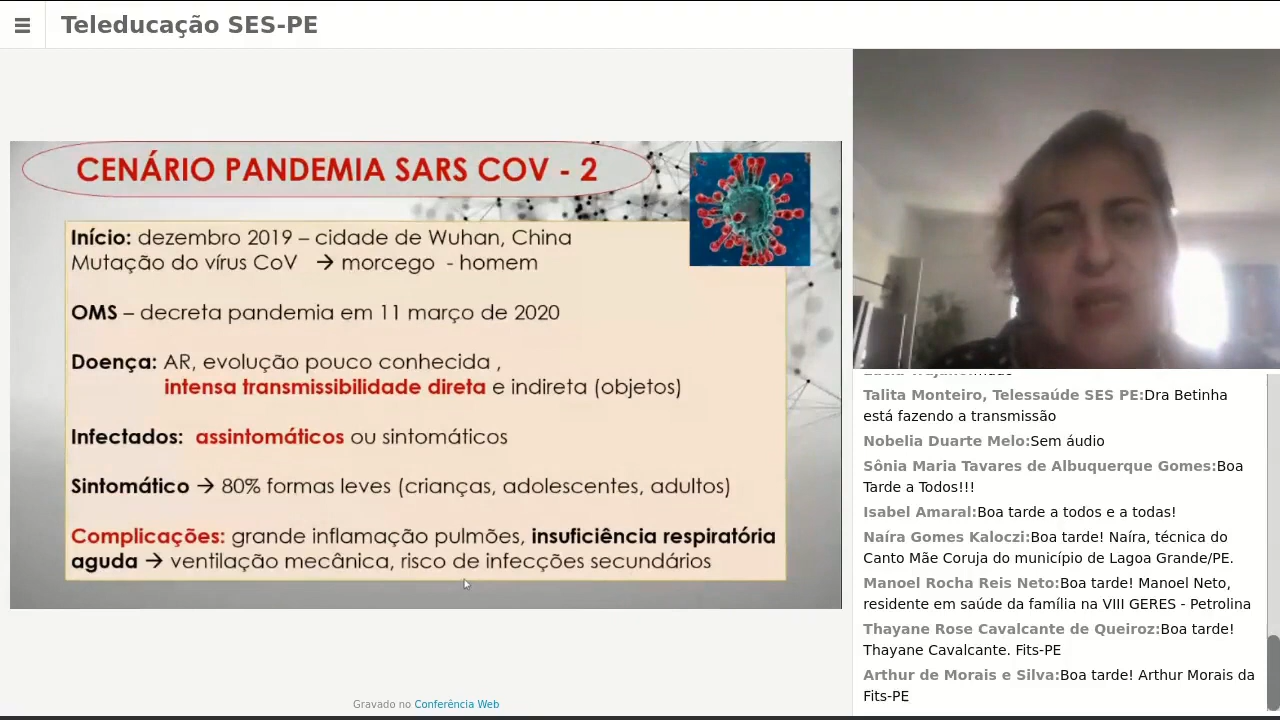 Teleducação SES-PE
CENÁRIO PANDEMIA SARS COV - 2
Início: dezembro 2019 – cidade de Wuhan, China
Mutação do vírus CoV → morcego - homem
OMS – decreta pandemia em 11 março de 2020
Doença: AR, evolução pouco conhecida ,
intensa transmissibilidade direta e indireta (objetos)
Infectados: assintomáticos ou sintomáticos
Sintomático → 80% formas leves (crianças, adolescentes, adultos)
Complicações: grande inflamação pulmões, insuficiência respiratória
aguda → ventilação mecânica, risco de infecções secundários
Gravado no Conferência Web
Talita Monteiro, Telessaúde SES PE:Dra Betinha
está fazendo a transmissão
Nobelia Duarte Melo:Sem áudio
Sônia Maria Tavares de Albuquerque Gomes:Boa
Tarde a Todos!!!
Isabel Amaral:Boa tarde a todos e a todas!
Naíra Gomes Kaloczi:Boa tarde! Naíra, técnica do
Canto Mãe Coruja do município de Lagoa Grande/PE.
Manoel Rocha Reis Neto:Boa tarde! Manoel Neto,
residente em saúde da família na VIII GERES - Petrolina
Thayane Rose Cavalcante de Queiroz:Boa tarde!
Thayane Cavalcante. Fits-PE
Arthur de Morais e Silva:Boa tarde! Arthur Morais da
Fits-PE